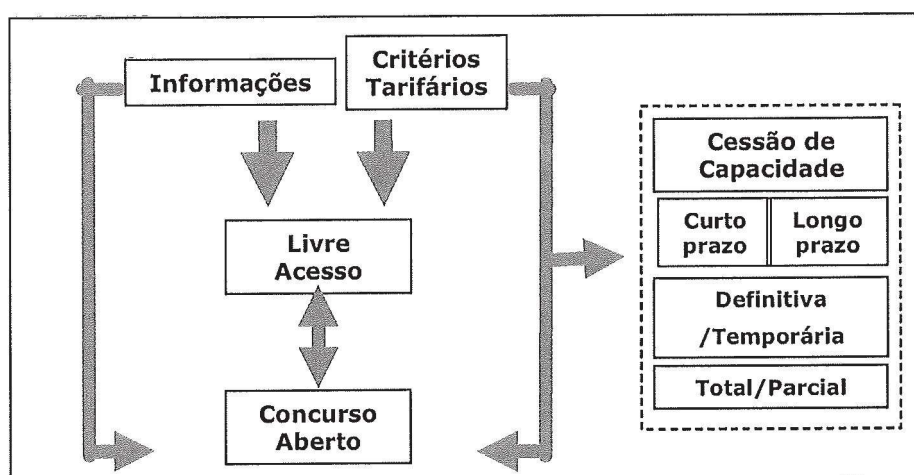 Informações
Critérios
Tarifários
Livre
Acesso
Concurso
Aberto
Cessão de
Capacidade
Curto
prazo
Longo
prazo
Definitiva
/Temporária
Total/Parcial